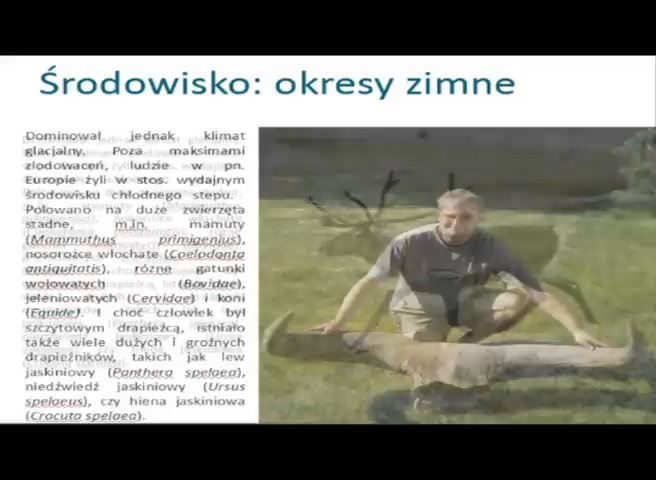 Środowisko: okresy zimne
Dominował jednak klimat
glacjalny. Poza maksimami
zlodowaceń, ludzie w pn.
Europie żyli w stos. wydajnym
środowisku chłodnego stepu.
Polowano na duże zwierzęta
stadne, m.in. mamuty
(Mammuthus primigenius),
nosorożce włochate (Coelodonta
antiquitatis), różne gatunki
wołowatych (Bovidae),
jeleniowatych (Cervidae) i koni
(Equide). I choć człowiek był
szczytowym drapieżcą, istniało
także wiele dużych i groźnych
drapieżników, takich jak lew
jaskiniowy (Panthera spelaea),
niedźwiedź jaskiniowy (Ursus
spelaeus), czy hiena jaskiniowa
(Crocuta spelaea).